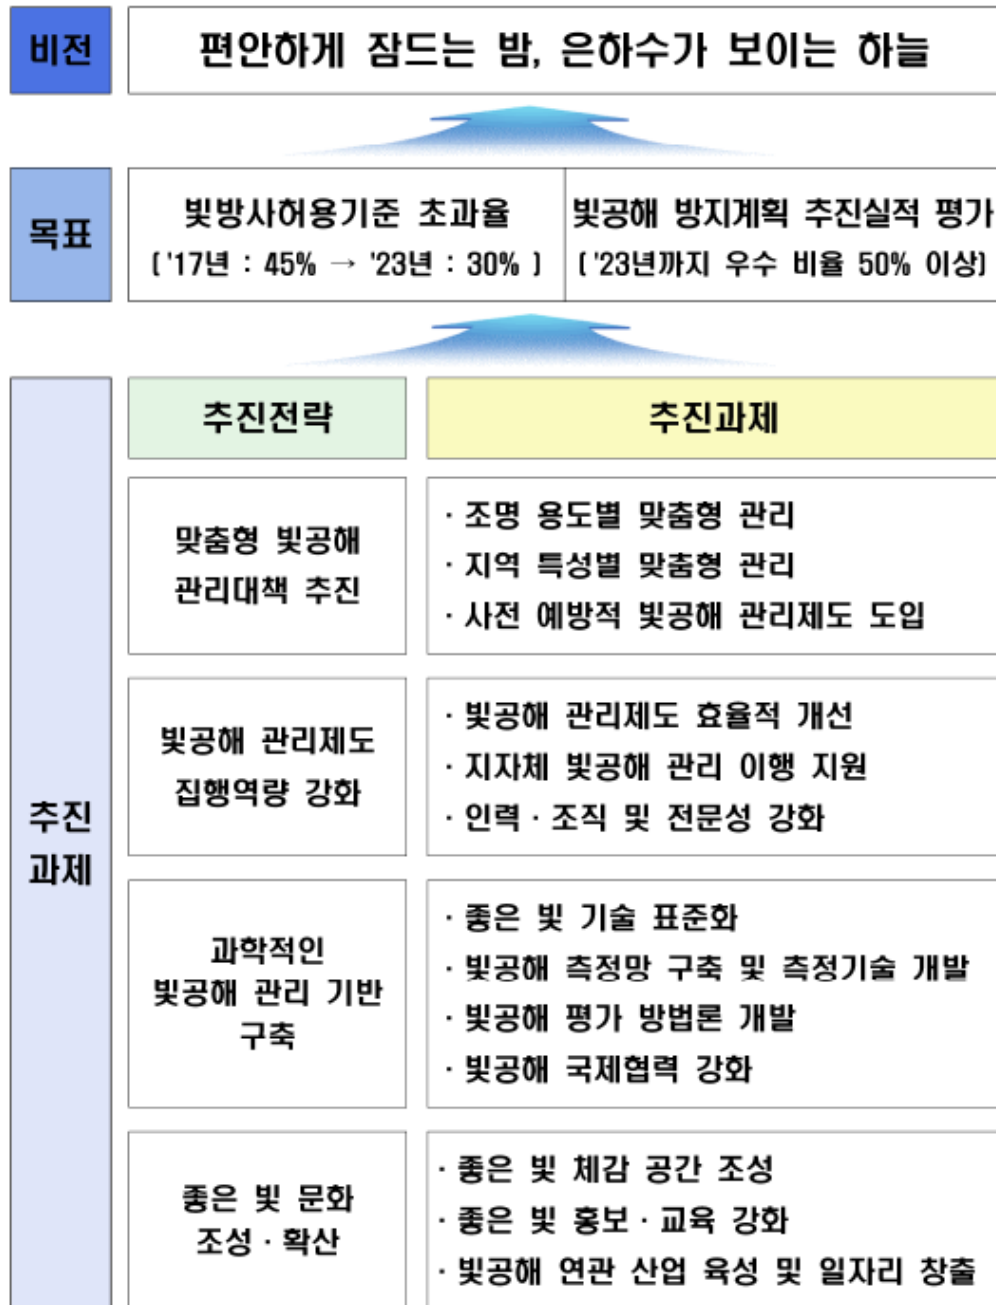 비전
편안하게 잠드는 밤, 은하수가 보이는 하늘
목표
빛방사허용기준 초과율
( '17년 : 45% → '23년 : 30% )
빛공해 방지계획 추진실적 평가
( '23년까지 우수 비율 50% 이상)
추진
과제
추진전략
추진과제
맞춤형 빛공해
관리대책 추진
· 조명 용도별 맞춤형 관리
· 지역 특성별 맞춤형 관리
· 사전 예방적 빛공해 관리제도 도입
빛공해 관리제도
집행역량 강화
· 빛공해 관리제도 효율적 개선
· 지자체 빛공해 관리 이행 지원
· 인력 · 조직 및 전문성 강화
과학적인
빛공해 관리 기반
구축
· 좋은 빛 기술 표준화
· 빛공해 측정망 구축 및 측정기술 개발
· 빛공해 평가 방법론 개발
· 빛공해 국제협력 강화
좋은 빛 문화
조성 · 확산
· 좋은 빛 체감 공간 조성
· 좋은 빛 홍보 · 교육 강화
· 빛공해 연관 산업 육성 및 일자리 창출